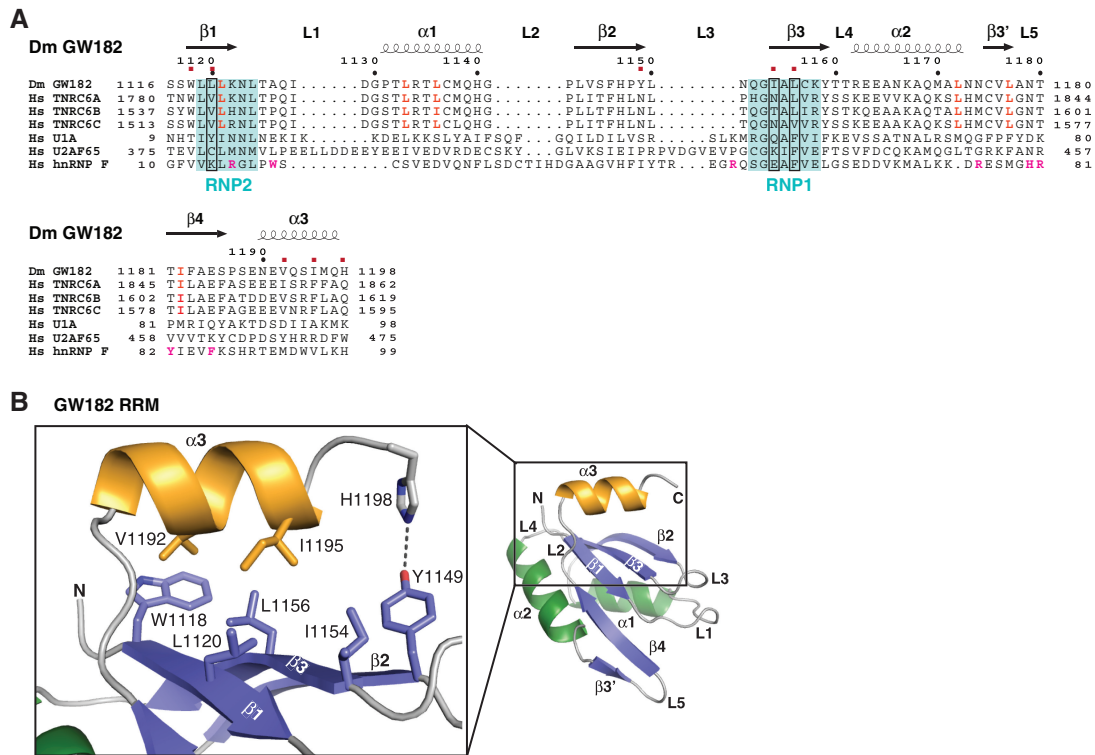 A
Dm GW182 β1 L1 α1 L2 β2 L3 β3 L4 α2 β3' L5
1120 1130 1140 1150 1160 1170 1180
Dm GW182 1116 SSWLLLKNLTAQI......DGPTLRTLCMQHG........PLVSFHPYL.........NQGIALCKYTTREEANKAQMALNNCVLANT 1180
Hs TNRC6A 1780 TNWLVLKNLTPQI......DGSTLRTLCMQHG........PLITFHLNL.........PHGNALVRYSSKEEVVKAQKSLHMCVLGNT 1844
Hs TNRC6B 1537 SYWLVLKNLTPQI......DGSTLRTICMQHG........PLLTFHLNL.........TQGTALIRYSTKQEAAKAQTALHMCVLGNT 1601
Hs TNRC6C 1513 SSWLVLRNLTPQI......DGSTLRTLCLQHG........PLITFHLNL.........TQGNAVVRYSSKEEAAKAQKSLHMCVLGNT 1577
Hs U1A 9 NHTIYINNLNEKIK.....KDELKKSLYAIFSQF...GQILDILVSR......SLKMRGQAFVIFKEVSSATNALRSMQGFPFYDK 80
Hs U2AF65 375 TEVLCLMNMVLPEELLDDEEYEEIVEDVRDECSKY...GLVKSIEIPRPVDGVEVPGCGKIFVEFTSVFDCQKAMQGLTGRKFANR 457
Hs hnRNP F 10 GFVVRLRGLPWS.........CSVEDVQNFLSDCTIHDGAAGVHFIYTR....EGRQSGEAFVELGSEDDVKMALKK.DRESMGHR 81
RNP2 RNP1
Dm GW182 β4 α3
1190
Dm GW182 1181 TIFAESPSENEVQSIMQH 1198
Hs TNRC6A 1845 TILAEFASEEEISRFFAQ 1862
Hs TNRC6B 1602 TILAEFATDDEVSRFLAQ 1619
Hs TNRC6C 1578 TILAEFAGEEEVNRFLAQ 1595
Hs U1A 81 PMRIQYAKTDSDIIAKMK 98
Hs U2AF65 458 VVVTKYCDPDSYHRRDFW 475
Hs hnRNP F 82 YIEVFKSHRTEMDWVLKH 99
B GW182 RRM
α3
H1198
V1192
I1195
N
Y1149
W1118
L1156
L1120
I1154
β3
β2
β1
α3
N
C
L4
L2
β2
β1
β3
L3
α2
α1
L1
β4
β3'
L5